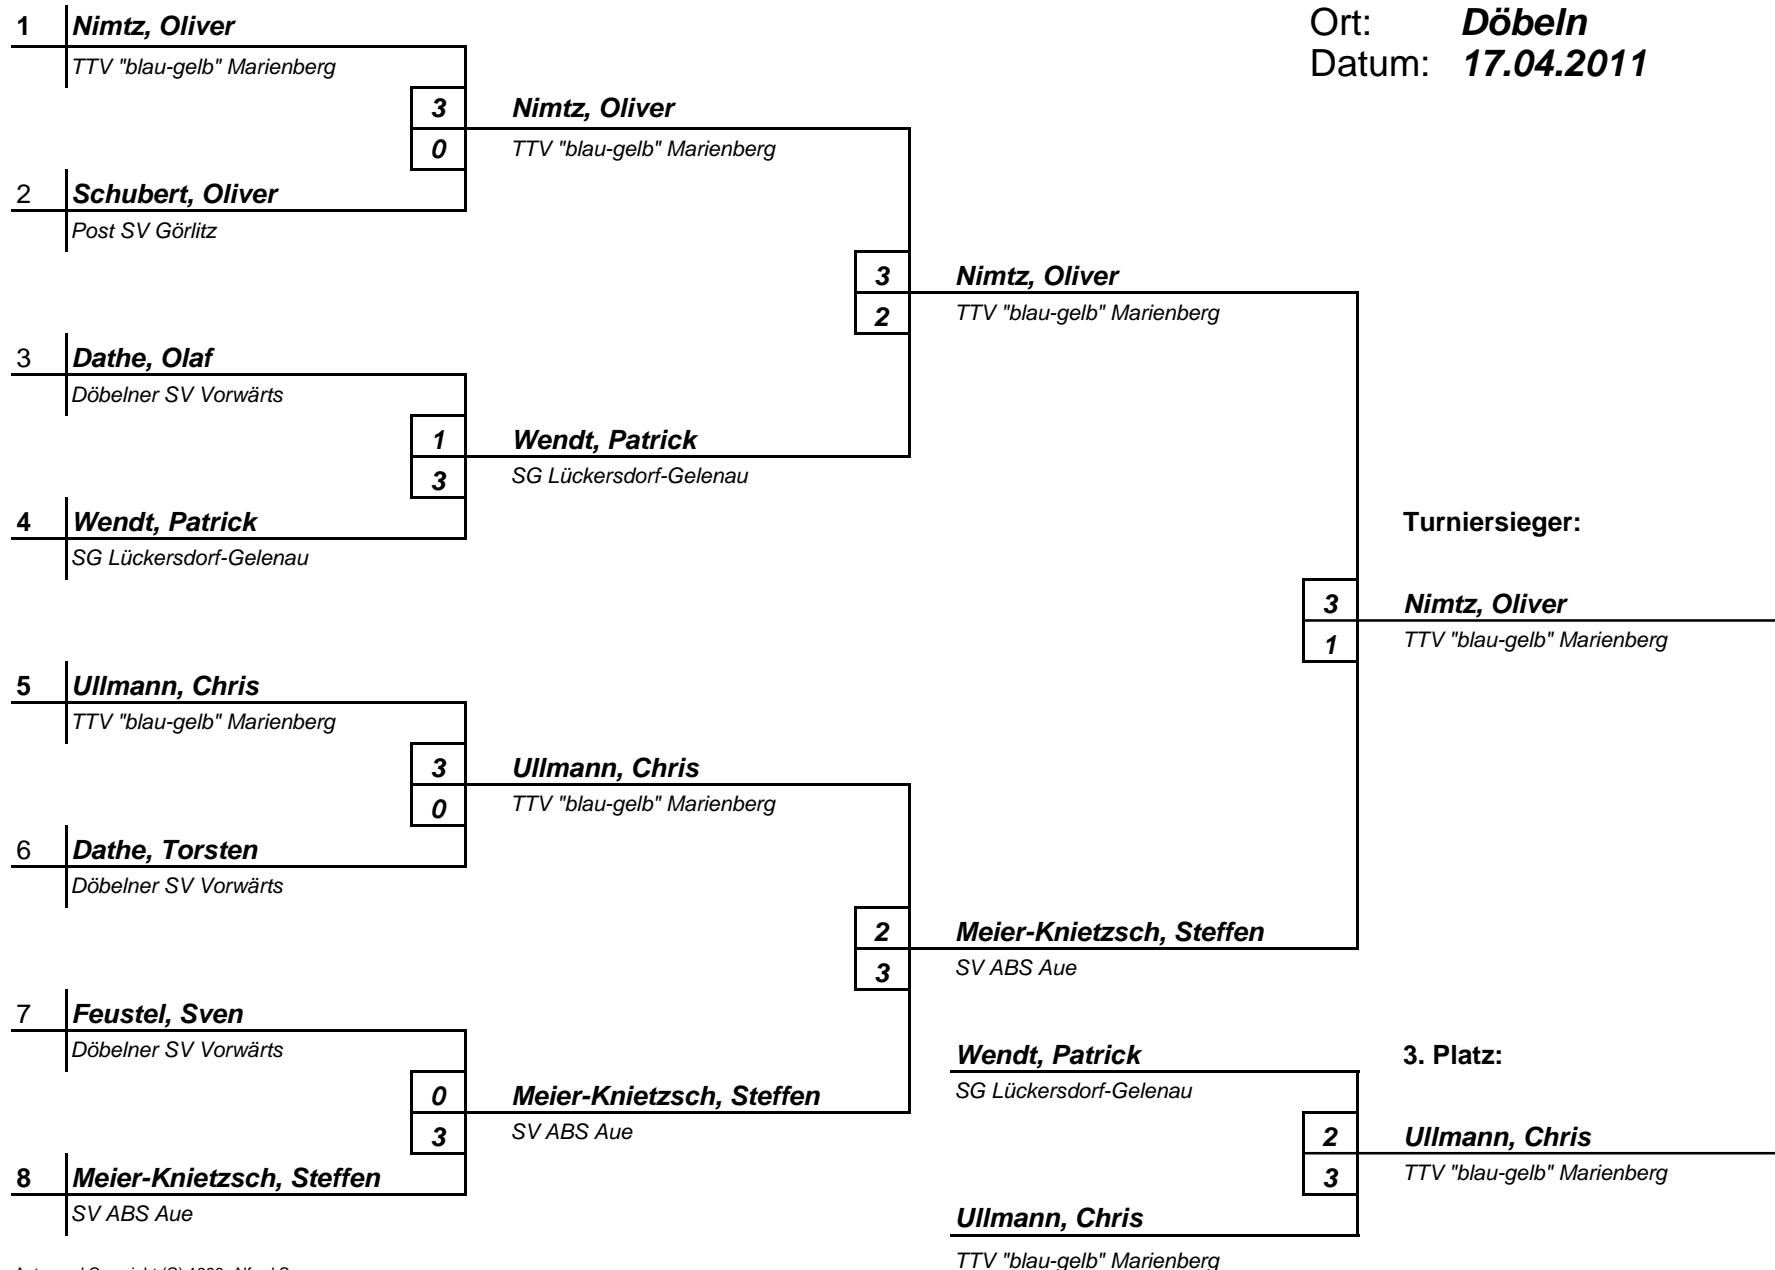 Ort: Döbeln
Datum: 17.04.2011
1 Nimtz, Oliver
TTV "blau-gelb" Marienberg
3 Nimtz, Oliver
0 TTV "blau-gelb" Marienberg
2 Schubert, Oliver
Post SV Görlitz
3 Nimtz, Oliver
2 TTV "blau-gelb" Marienberg
3 Dathe, Olaf
Döbelner SV Vorwärts
1 Wendt, Patrick
3 SG Lückersdorf-Gelenau
4 Wendt, Patrick
SG Lückersdorf-Gelenau
Turniersieger:
3 Nimtz, Oliver
1 TTV "blau-gelb" Marienberg
5 Ullmann, Chris
TTV "blau-gelb" Marienberg
3 Ullmann, Chris
0 TTV "blau-gelb" Marienberg
6 Dathe, Torsten
Döbelner SV Vorwärts
2 Meier-Knietzsch, Steffen
3 SV ABS Aue
7 Feustel, Sven
Döbelner SV Vorwärts
0 Meier-Knietzsch, Steffen
3 SV ABS Aue
8 Meier-Knietzsch, Steffen
SV ABS Aue
Wendt, Patrick
SG Lückersdorf-Gelenau
3. Platz:
2 Ullmann, Chris
3 TTV "blau-gelb" Marienberg
Ullmann, Chris
TTV "blau-gelb" Marienberg